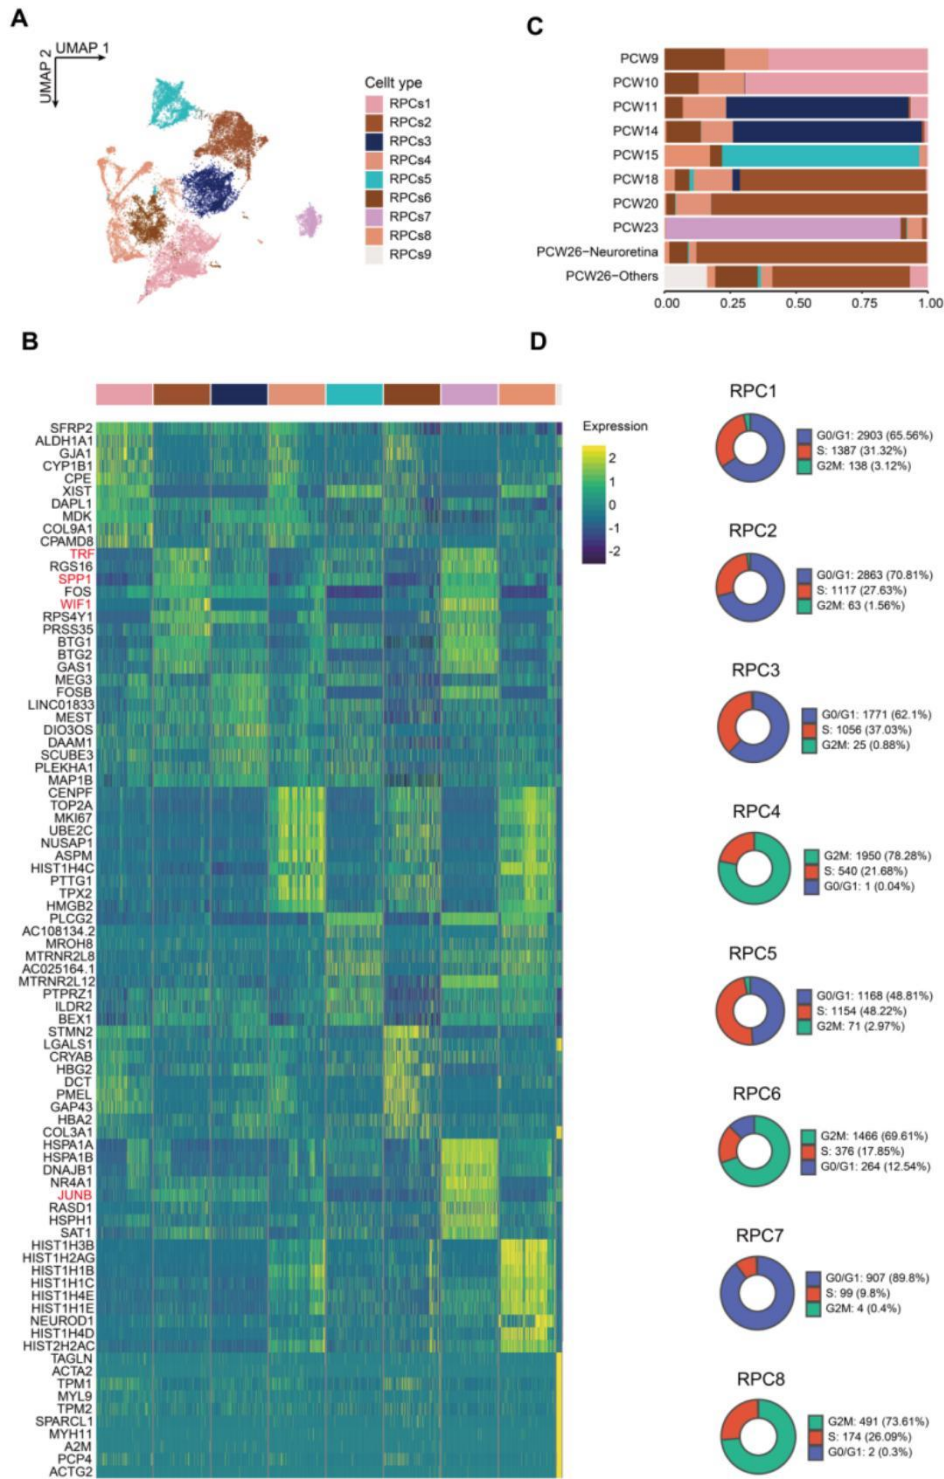 A
UMAP 1
UMAP 2
Cellt ype
RPCs1
RPCs2
RPCs3
RPCs4
RPCs5
RPCs6
RPCs7
RPCs8
RPCs9
C
PCW9
PCW10
PCW11
PCW14
PCW15
PCW18
PCW20
PCW23
PCW26-Neuroretina
PCW26-Others
0.00 0.25 0.50 0.75 1.00
B
SFRP2
ALDH1A1
GJA1
CYP1B1
CPE
XIST
DAPL1
MDK
COL9A1
CPAMD8
TRF
RGS16
SPP1
FOS
WIF1
RPS4Y1
PRSS35
BTG1
BTG2
GAS1
MEG3
FOSB
LINC01833
MEST
DIO3OS
DAAM1
SCUBE3
PLEKHA1
MAP1B
CENPF
TOP2A
MKI67
UBE2C
NUSAP1
ASPM
HIST1H4C
PTTG1
TPX2
HMGB2
PLCG2
AC108134.2
MROH8
MTRNR2L8
AC025164.1
MTRNR2L12
PTPRZ1
ILDR2
BEX1
STMN2
LGALS1
CRYAB
HBG2
DCT
PMEL
GAP43
HBA2
COL3A1
HSPA1A
HSPA1B
DNAJB1
NR4A1
JUNB
RASD1
HSPH1
SAT1
HIST1H3B
HIST1H2AG
HIST1H1B
HIST1H1C
HIST1H4E
HIST1H1E
NEUROD1
HIST1H4D
HIST2H2AC
TAGLN
ACTA2
TPM1
MYL9
TPM2
SPARCL1
MYH11
A2M
PCP4
ACTG2
Expression
2
1
0
-1
-2
D
RPC1
G0/G1: 2903 (65.56%)
S: 1387 (31.32%)
G2M: 138 (3.12%)
RPC2
G0/G1: 2863 (70.81%)
S: 1117 (27.63%)
G2M: 63 (1.56%)
RPC3
G0/G1: 1771 (62.1%)
S: 1056 (37.03%)
G2M: 25 (0.88%)
RPC4
G2M: 1950 (78.28%)
S: 540 (21.68%)
G0/G1: 1 (0.04%)
RPC5
G0/G1: 1168 (48.81%)
S: 1154 (48.22%)
G2M: 71 (2.97%)
RPC6
G2M: 1466 (69.61%)
S: 376 (17.85%)
G0/G1: 264 (12.54%)
RPC7
G0/G1: 907 (89.8%)
S: 99 (9.8%)
G2M: 4 (0.4%)
RPC8
G2M: 491 (73.61%)
S: 174 (26.09%)
G0/G1: 2 (0.3%)